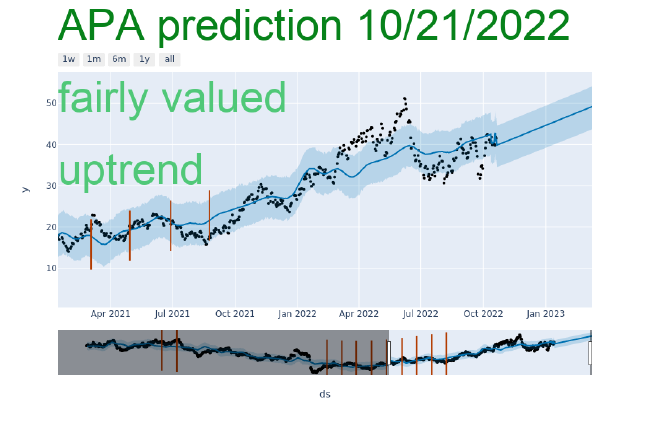 APA prediction 10/21/2022
1w 1m 6m 1y all
fairly valued
uptrend
y
50
40
30
20
10
Apr 2021 Jul 2021 Oct 2021 Jan 2022 Apr 2022 Jul 2022 Oct 2022 Jan 2023
ds